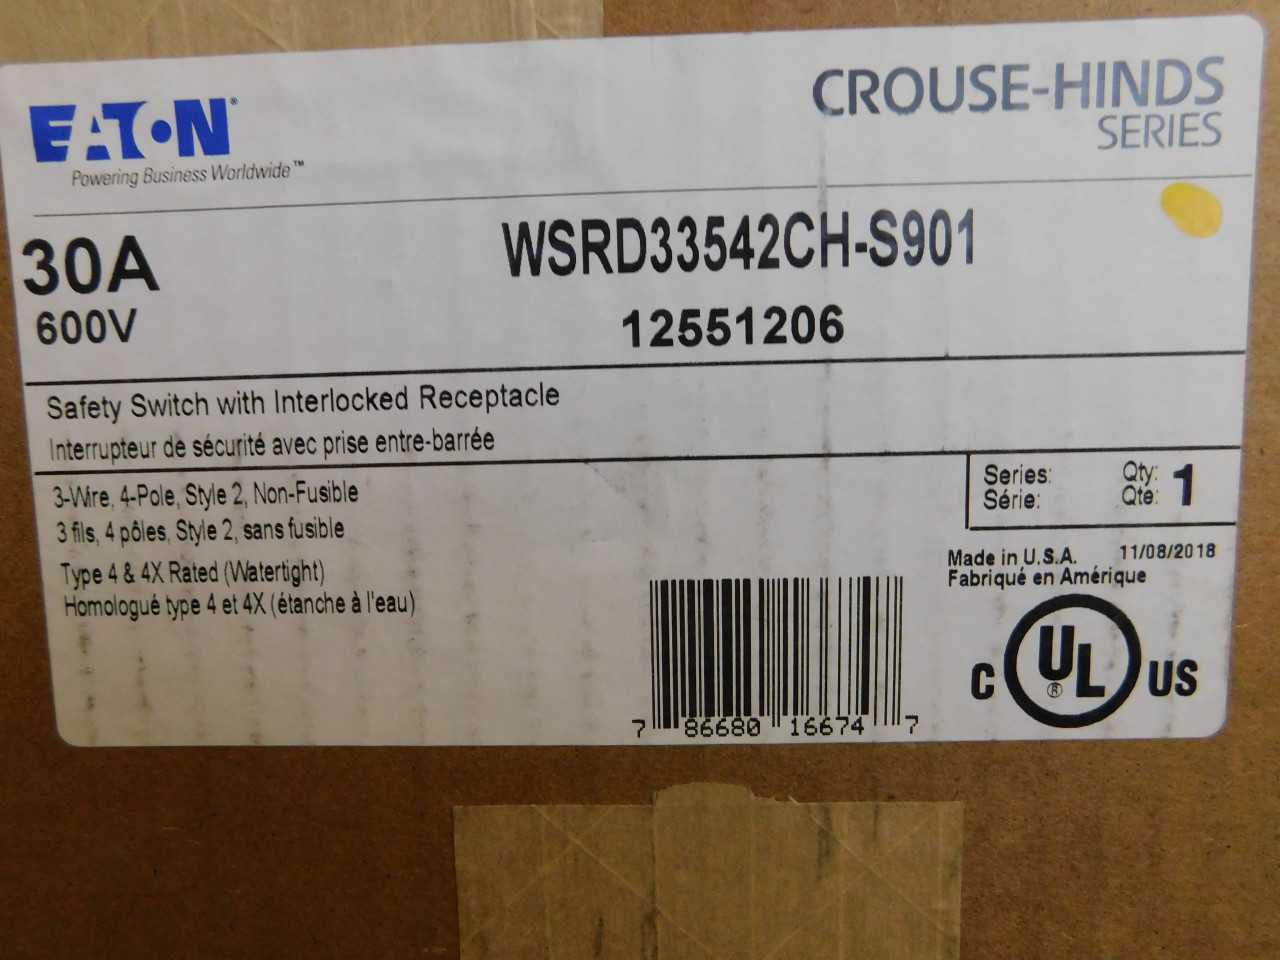 EATON®
Powering Business Worldwide™
CROUSE-HINDS
SERIES
30A
600V
WSRD33542CH-S901
12551206
Safety Switch with Interlocked Receptacle
Interrupteur de sécurité avec prise entre-barrée
3-Wire, 4-Pole, Style 2, Non-Fusible
3 fils, 4 pôles, Style 2, sans fusible
Type 4 & 4X Rated (Watertight)
Homologué type 4 et 4X (étanche à l'eau)
Series:
Série:
Qty:
Qte:
1
Made in U.S.A. 11/08/2018
Fabriqué en Amérique
C UL® US
7 86680 16674 7